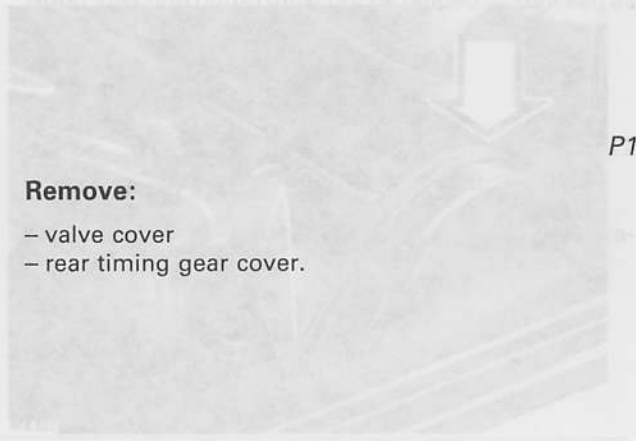 P1
Remove:
– valve cover
– rear timing gear cover.